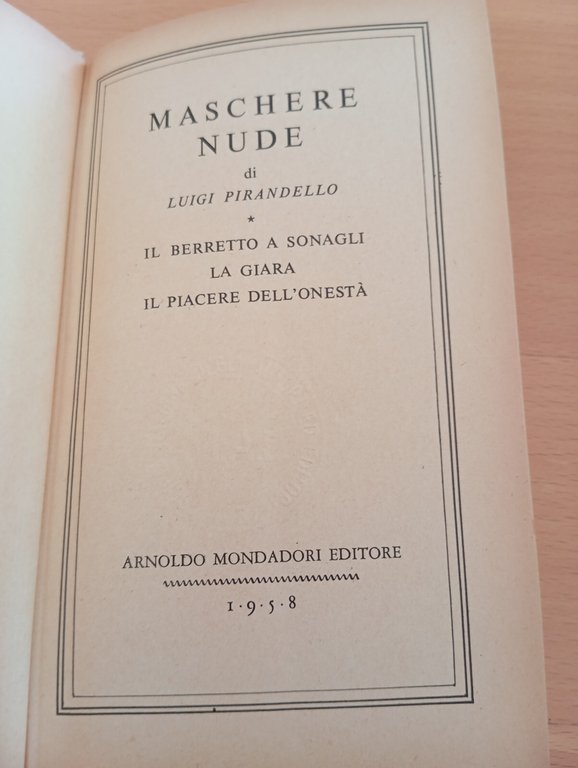 MASCHERE
NUDE
di
LUIGI PIRANDELLO
*
IL BERRETTO A SONAGLI
LA GIARA
IL PIACERE DELL'ONESTÀ
ARNOLDO MONDADORI EDITORE
1·9·5·8